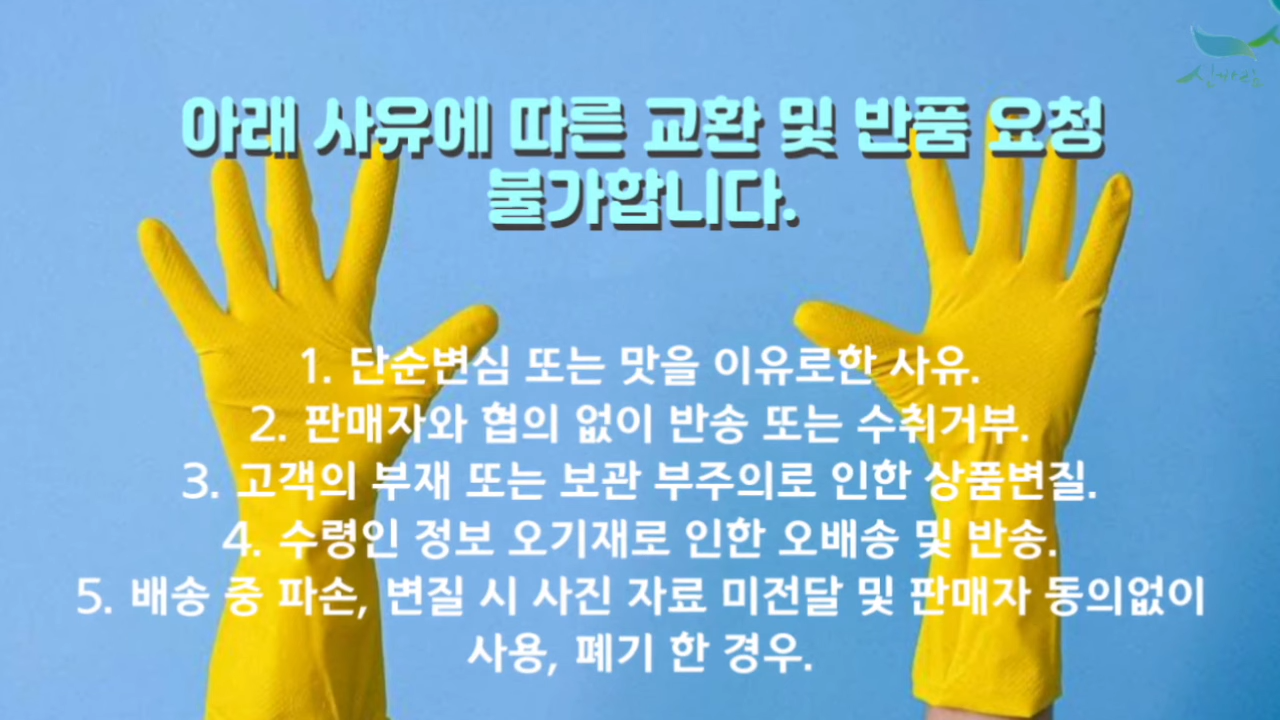 아래 사유에 따른 교환 및 반품 요청
불가합니다.
1. 단순변심 또는 맛을 이유로한 사유.
2. 판매자와 협의 없이 반송 또는 수취거부.
3. 고객의 부재 또는 보관 부주의로 인한 상품변질.
4. 수령인 정보 오기재로 인한 오배송 및 반송.
5. 배송 중 파손, 변질 시 사진 자료 미전달 및 판매자 동의없이
사용, 폐기 한 경우.